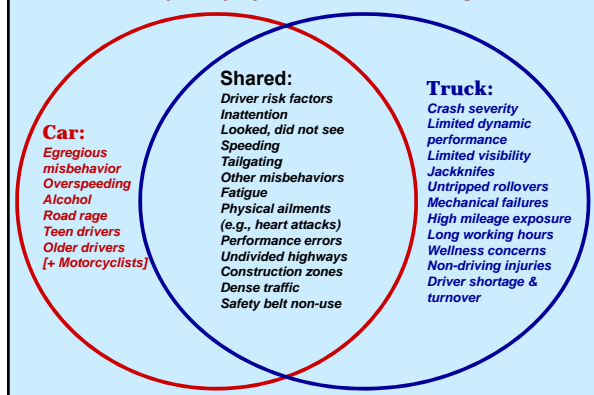 Car:
Egregious
misbehavior
Overspeeding
Alcohol
Road rage
Teen drivers
Older drivers
[+ Motorcyclists]
Shared:
Driver risk factors
Inattention
Looked, did not see
Speeding
Tailgating
Other misbehaviors
Fatigue
Physical ailments
(e.g., heart attacks)
Performance errors
Undivided highways
Construction zones
Dense traffic
Safety belt non-use
Truck:
Crash severity
Limited dynamic
performance
Limited visibility
Jackknifes
Untripped rollovers
Mechanical failures
High mileage exposure
Long working hours
Wellness concerns
Non-driving injuries
Driver shortage &
turnover